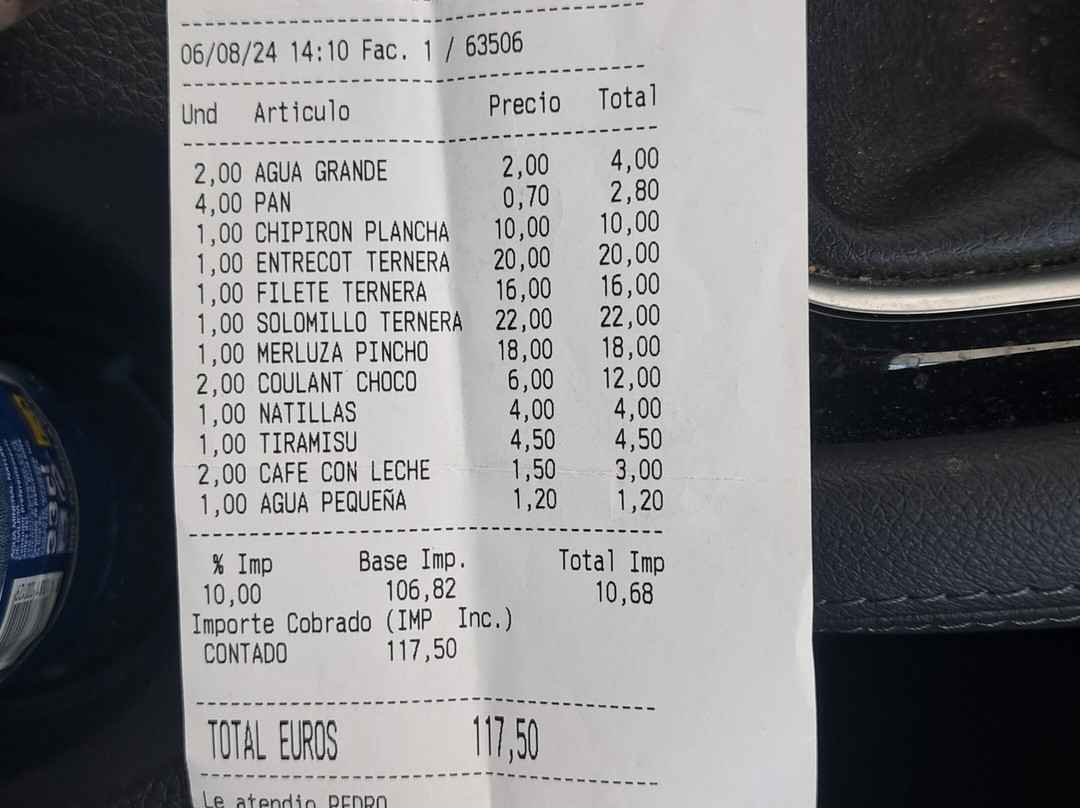 06/08/24 14:10 Fac. 1 / 63506
Und Articulo Precio Total
2,00 AGUA GRANDE 2,00 4,00
4,00 PAN 0,70 2,80
1,00 CHIPIRON PLANCHA 10,00 10,00
1,00 ENTRECOT TERNERA 20,00 20,00
1,00 FILETE TERNERA 16,00 16,00
1,00 SOLOMILLO TERNERA 22,00 22,00
1,00 MERLUZA PINCHO 18,00 18,00
2,00 COULANT CHOCO 6,00 12,00
1,00 NATILLAS 4,00 4,00
1,00 TIRAMISU 4,50 4,50
2,00 CAFE CON LECHE 1,50 3,00
1,00 AGUA PEQUEÑA 1,20 1,20
% Imp Base Imp. Total Imp
10,00 106,82 10,68
Importe Cobrado (IMP Inc.)
CONTADO 117,50
TOTAL EUROS 117,50
Le atendio PEDRO